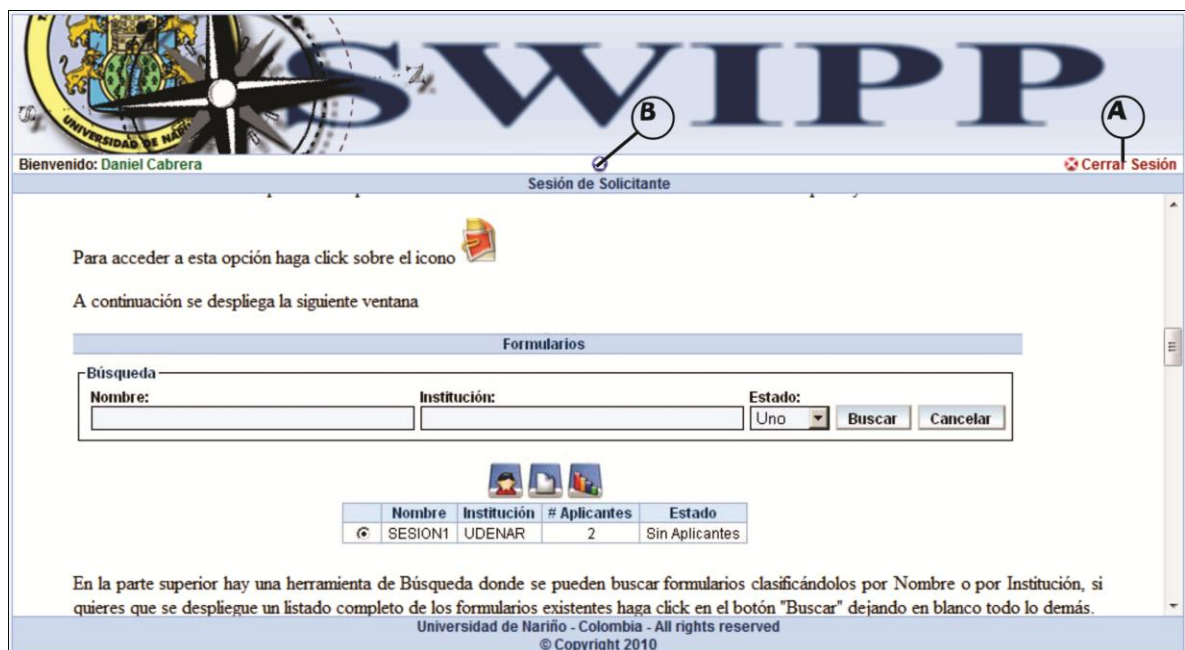 UNIVERSIDAD DE NARIÑ
SWIPP
B
A
Bienvenido: Daniel Cabrera
Cerrar Sesión
Sesión de Solicitante
Para acceder a esta opción haga click sobre el icono
A continuación se despliega la siguiente ventana
Formularios
Búsqueda
Nombre: Institución: Estado:
Uno Buscar Cancelar
Nombre Institución # Aplicantes Estado
SESION1 UDENAR 2 Sin Aplicantes
En la parte superior hay una herramienta de Búsqueda donde se pueden buscar formularios clasificándolos por Nombre o por Institución, si
quieres que se despliegue un listado completo de los formularios existentes haga click en el botón "Buscar" dejando en blanco todo lo demás.
Universidad de Nariño - Colombia - All rights reserved
© Copyright 2010